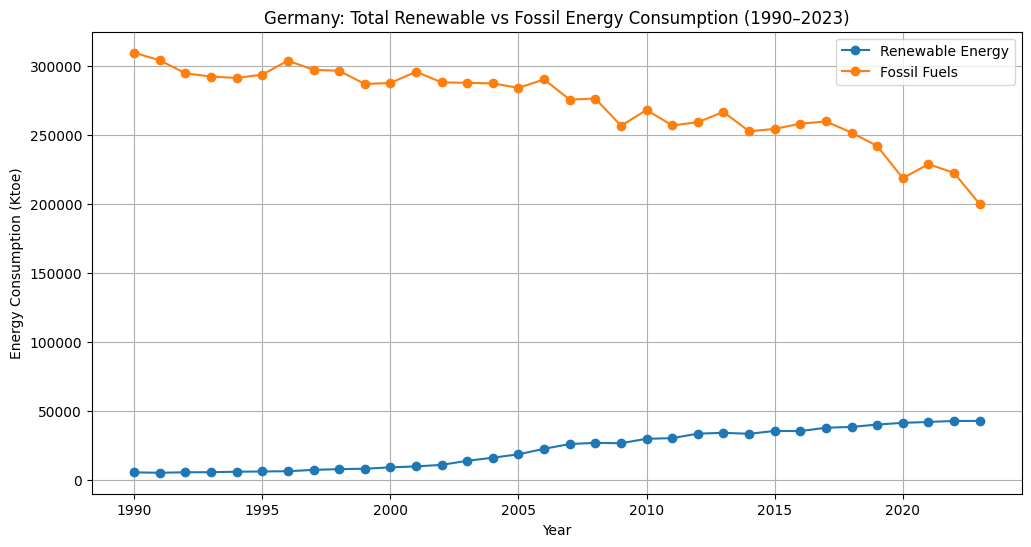 Germany: Total Renewable vs Fossil Energy Consumption (1990–2023)
Renewable Energy
Fossil Fuels
Energy Consumption (Ktoe)
300000
250000
200000
150000
100000
50000
0
1990 1995 2000 2005 2010 2015 2020
Year